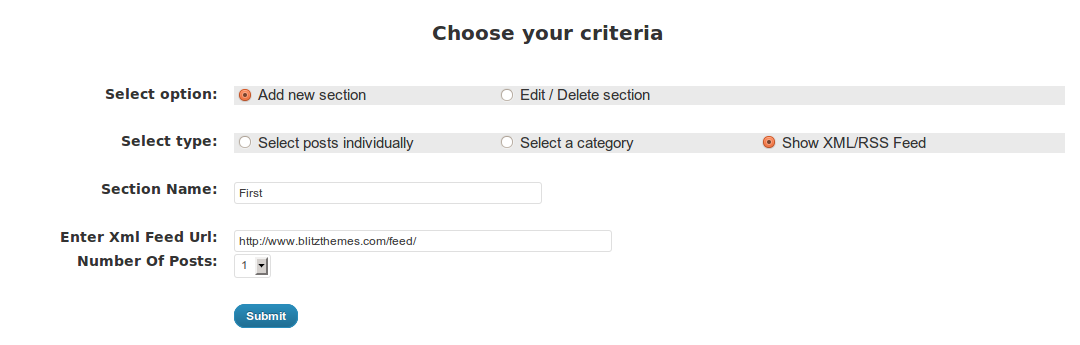 Choose your criteria
Select option: Add new section Edit / Delete section
Select type: Select posts individually Select a category Show XML/RSS Feed
Section Name: First
Enter Xml Feed Url: http://www.blitzthemes.com/feed/
Number Of Posts: 1
Submit